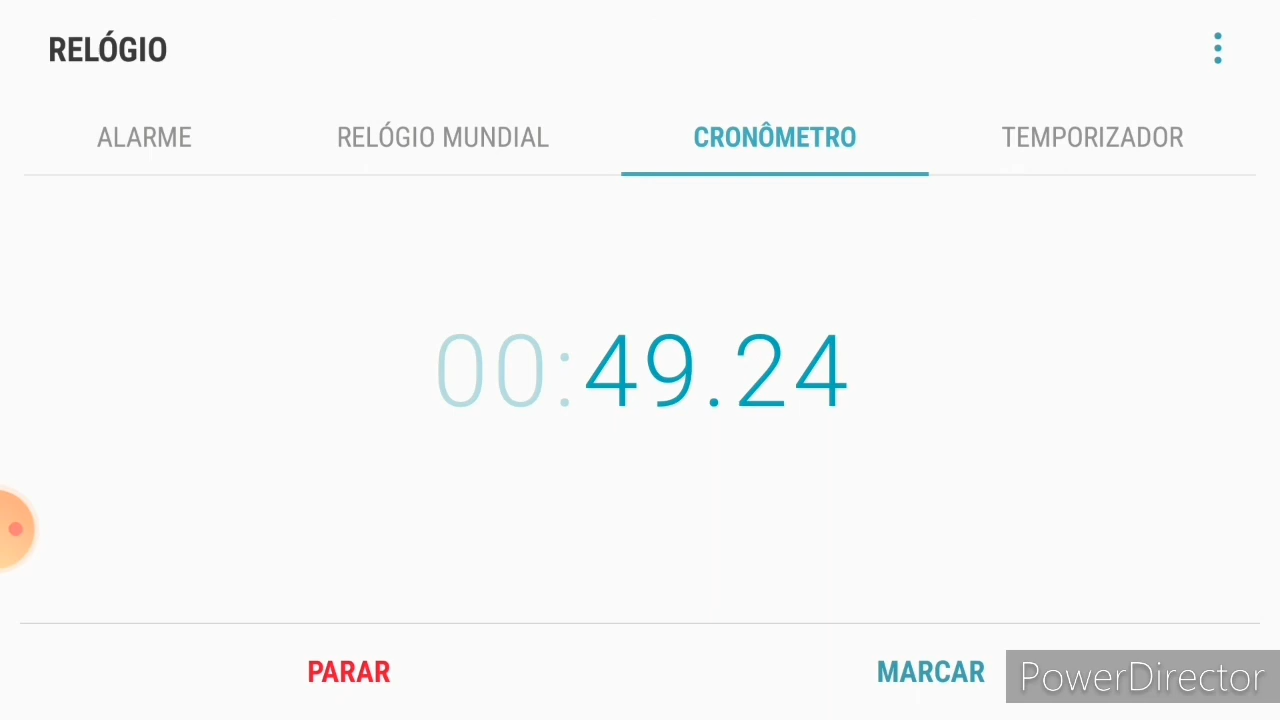 RELÓGIO
ALARME RELÓGIO MUNDIAL CRONÔMETRO TEMPORIZADOR
00:49.24
PARAR MARCAR
PowerDirector